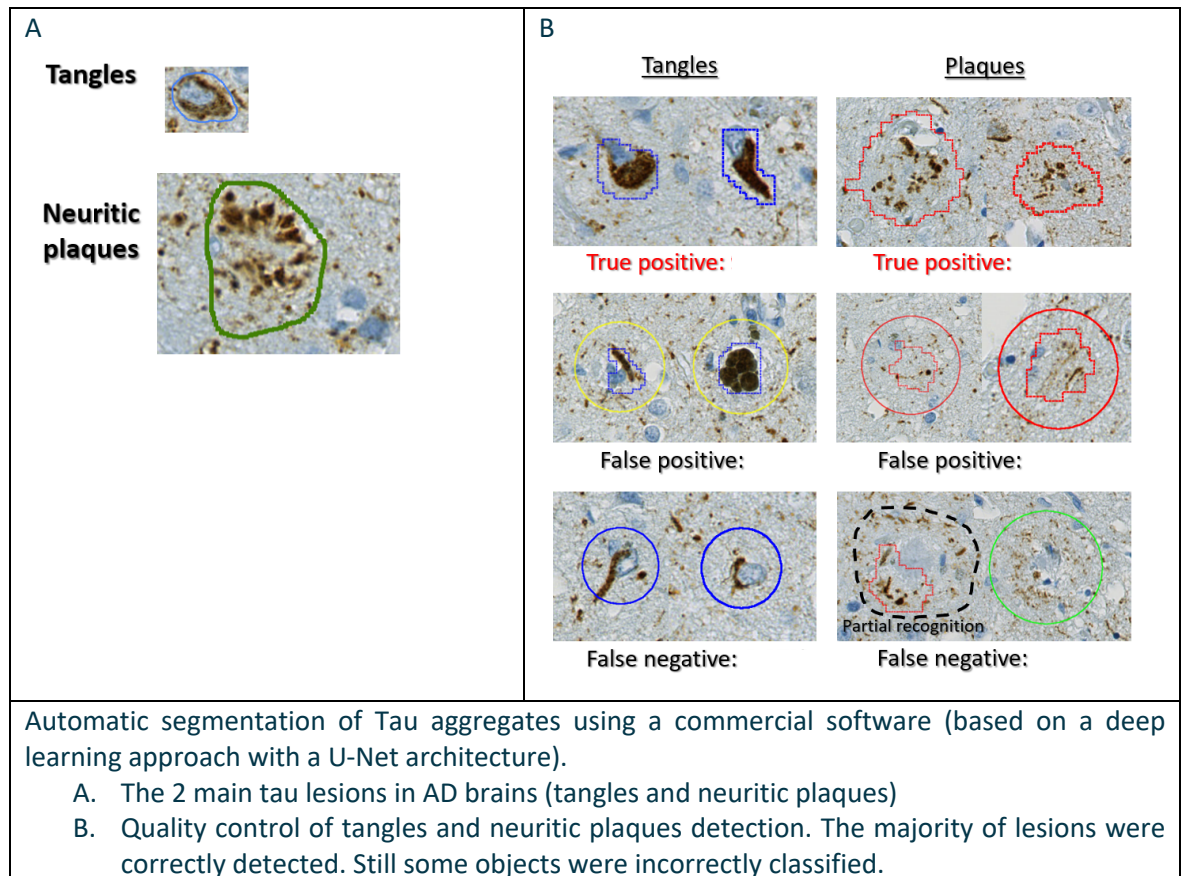 A
Tangles
Neuritic
plaques
B
Tangles
Plaques
True positive:
True positive:
False positive:
False positive:
Partial recognition
False negative:
False negative:
Automatic segmentation of Tau aggregates using a commercial software (based on a deep
learning approach with a U-Net architecture).
A. The 2 main tau lesions in AD brains (tangles and neuritic plaques)
B. Quality control of tangles and neuritic plaques detection. The majority of lesions were
correctly detected. Still some objects were incorrectly classified.